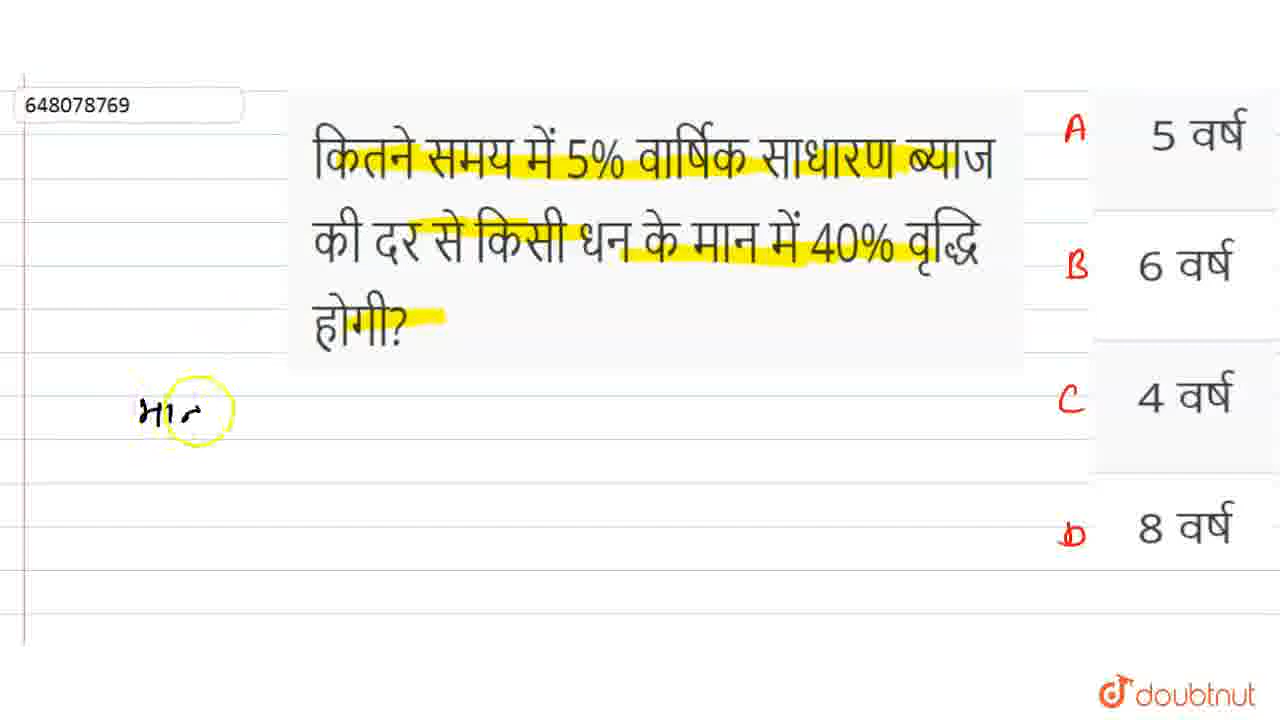 648078769
कितने समय में 5% वार्षिक साधारण ब्याज
की दर से किसी धन के मान में 40% वृद्धि
होगी?
मान
A 5 वर्ष
B 6 वर्ष
C 4 वर्ष
D 8 वर्ष
doubtnut